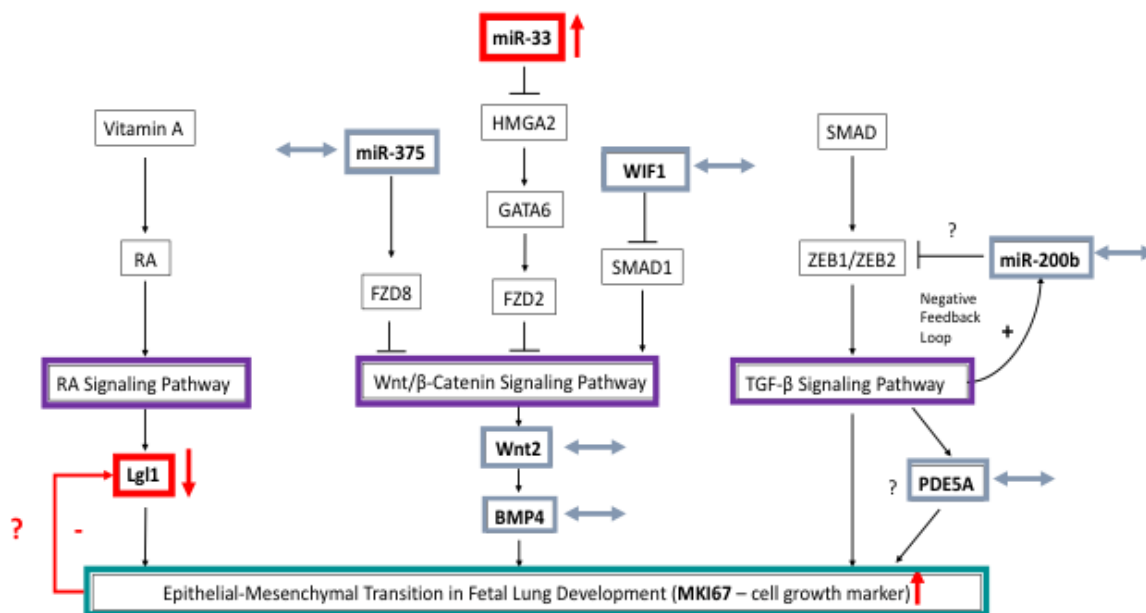 miR-33
Vitamin A
miR-375
HMGA2
WIF1
SMAD
GATA6
?
RA
SMAD1
ZEB1/ZEB2
miR-200b
FZD8
FZD2
Negative
Feedback
Loop
+
RA Signaling Pathway
Wnt/β-Catenin Signaling Pathway
TGF-β Signaling Pathway
Wnt2
Lgl1
?
PDE5A
BMP4
?
-
Epithelial-Mesenchymal Transition in Fetal Lung Development (MKI67 – cell growth marker)